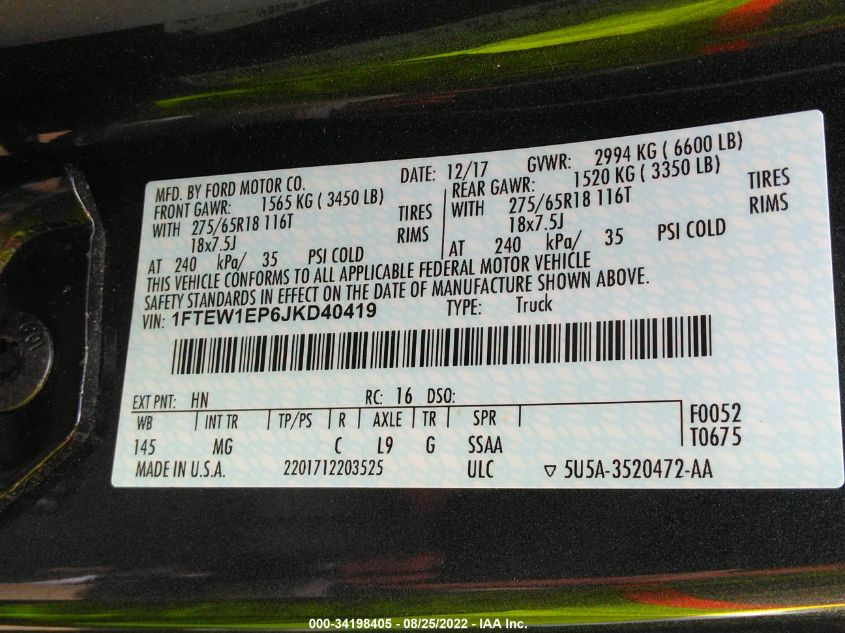 MFD. BY FORD MOTOR CO. DATE: 12/17 GVWR: 2994 KG ( 6600 LB)
FRONT GAWR: 1565 KG ( 3450 LB) REAR GAWR: 1520 KG ( 3350 LB)
WITH 275/65R18 116T TIRES WITH 275/65R18 116T TIRES
18x7.5J RIMS 18x7.5J RIMS
AT 240 kPa/ 35 PSI COLD AT 240 kPa/ 35 PSI COLD
THIS VEHICLE CONFORMS TO ALL APPLICABLE FEDERAL MOTOR VEHICLE
SAFETY STANDARDS IN EFFECT ON THE DATE OF MANUFACTURE SHOWN ABOVE.
VIN: 1FTEW1EP6JKD40419 TYPE: Truck
EXT PNT: HN RC: 16 DSO:
WB INT TR TP/PS R AXLE TR SPR F0052
145 MG C L9 G SSAA T0675
MADE IN U.S.A. 2201712203525 ULC ▽ 5U5A-3520472-AA
000-34198405 - 08/25/2022 - IAA Inc.